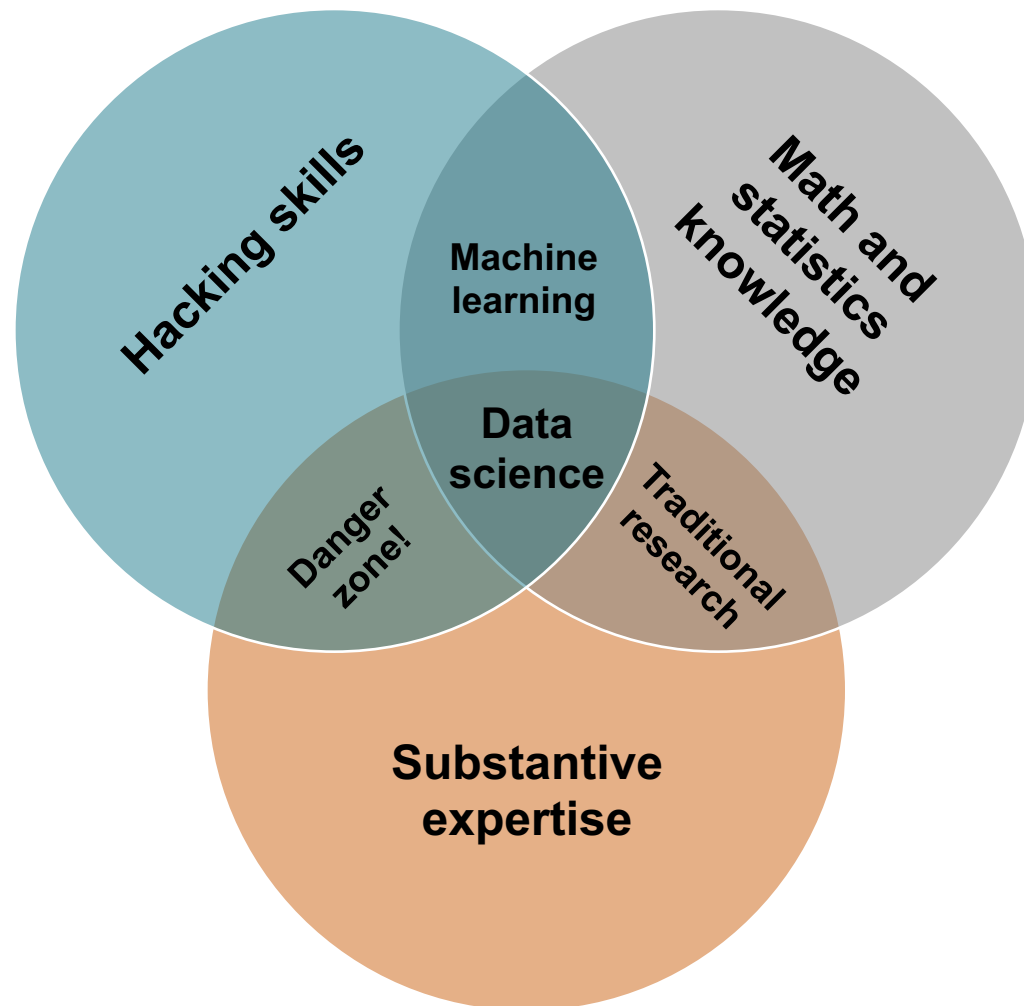 Hacking skills
Math and
statistics
knowledge
Machine
learning
Data
science
Danger
zone!
Traditional
research
Substantive
expertise